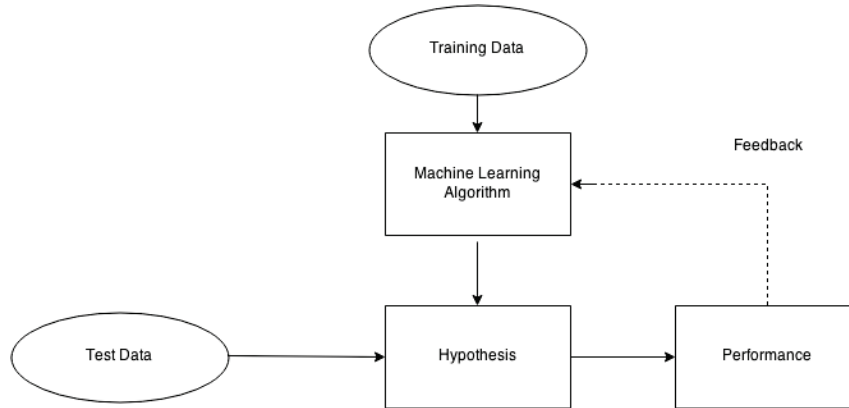 Training Data
Machine Learning
Algorithm
Feedback
Test Data
Hypothesis
Performance